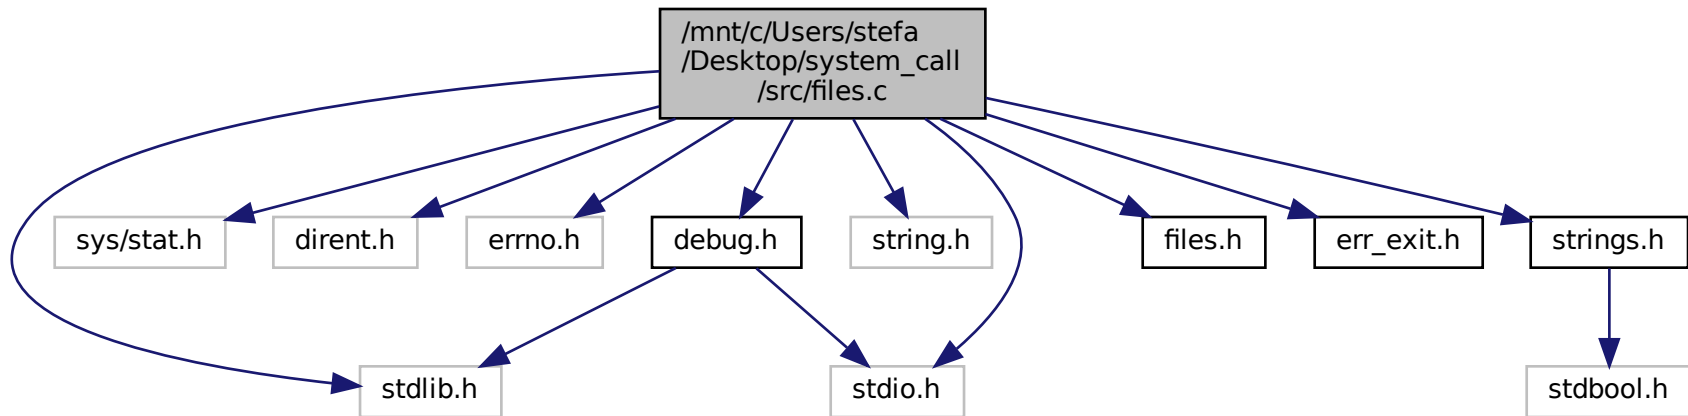 /mnt/c/Users/stefa
/Desktop/system_call
/src/files.c
sys/stat.h
dirent.h
errno.h
debug.h
string.h
files.h
err_exit.h
strings.h
stdlib.h
stdio.h
stdbool.h